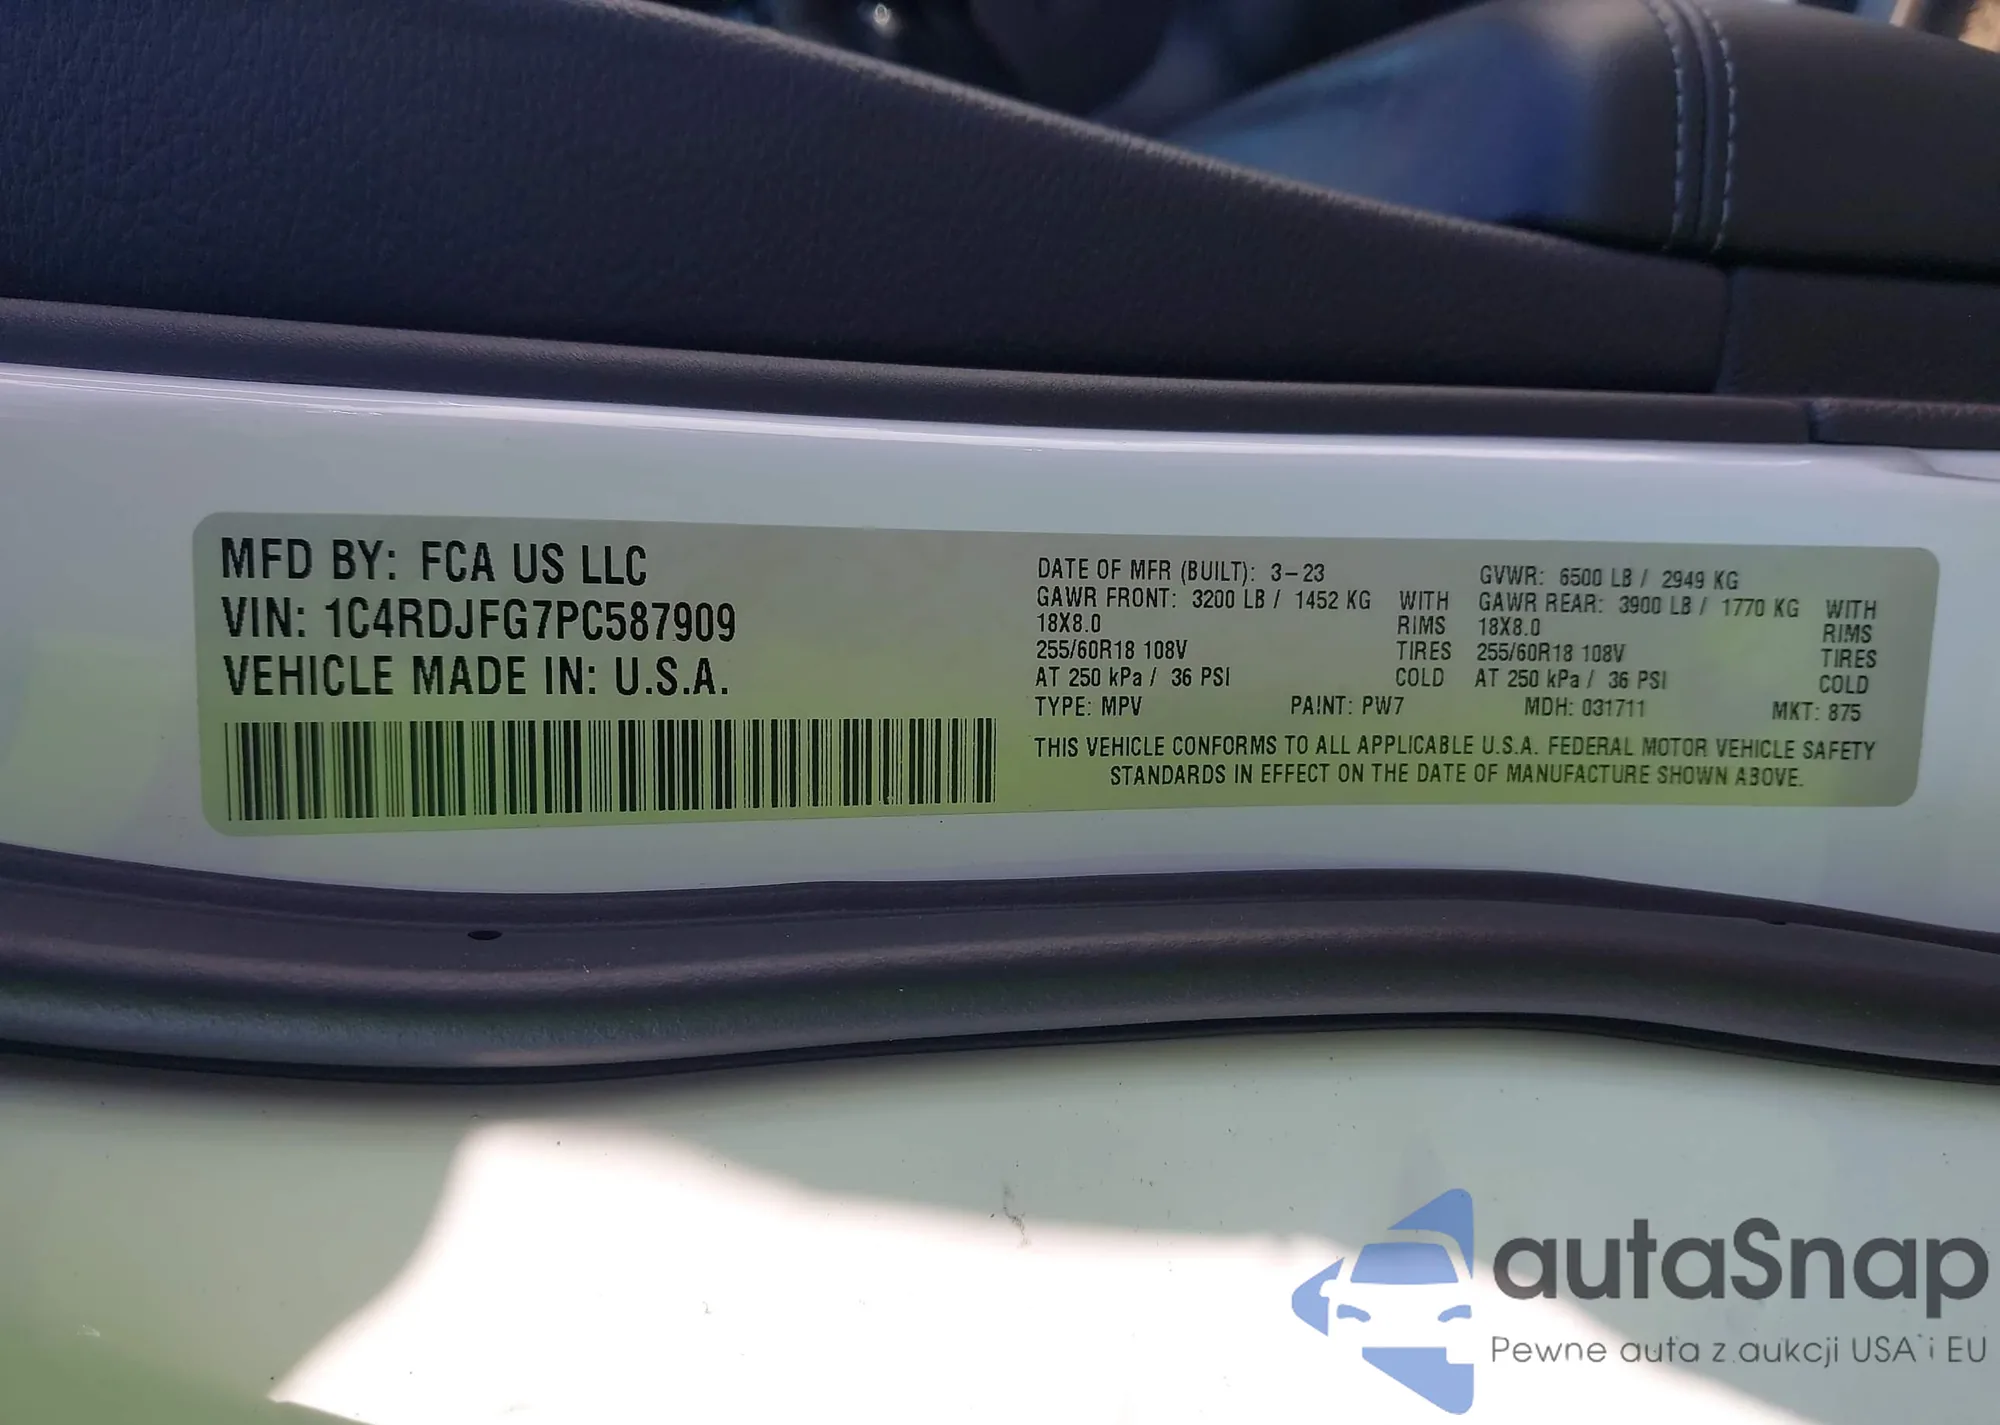 MFD BY: FCA US LLC
VIN: 1C4RDJFG7PC587909
VEHICLE MADE IN: U.S.A.
DATE OF MFR (BUILT): 3-23 GVWR: 6500 LB / 2949 KG
GAWR FRONT: 3200 LB / 1452 KG WITH GAWR REAR: 3900 LB / 1770 KG WITH
18X8.0 RIMS 18X8.0 RIMS
255/60R18 108V TIRES 255/60R18 108V TIRES
AT 250 kPa / 36 PSI COLD AT 250 kPa / 36 PSI COLD
TYPE: MPV PAINT: PW7 MDH: 031711 MKT: 875
THIS VEHICLE CONFORMS TO ALL APPLICABLE U.S.A. FEDERAL MOTOR VEHICLE SAFETY
STANDARDS IN EFFECT ON THE DATE OF MANUFACTURE SHOWN ABOVE.
autaSnap
Pewne auta z aukcji USA i EU